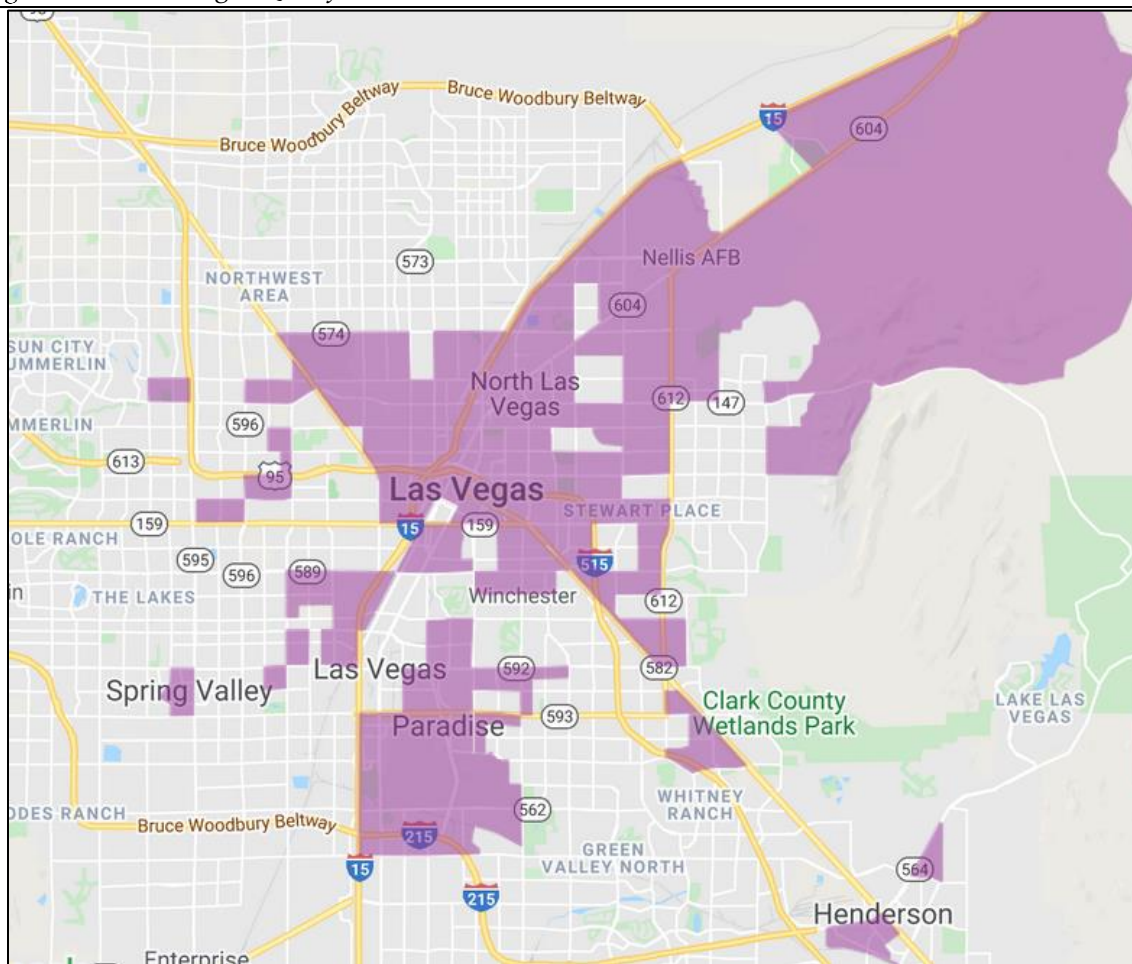 Bruce Woodbury Beltway
Bruce Woodbury Beltway
15
604
573
Nellis AFB
NORTHWEST
AREA
604
574
SUN CITY
UMMERLIN
North Las
Vegas
612
147
596
MMERLIN
613
95
Las Vegas
159
15
159
STEWART PLACE
OLE RANCH
595
596
589
515
in
THE LAKES
Winchester
612
Las Vegas
592
582
Spring Valley
Clark County
Wetlands Park
LAKE LAS
VEGAS
Paradise
593
ODES RANCH
Bruce Woodbury Beltway
562
WHITNEY
RANCH
215
GREEN
VALLEY NORTH
15
564
215
Henderson
Enterprise